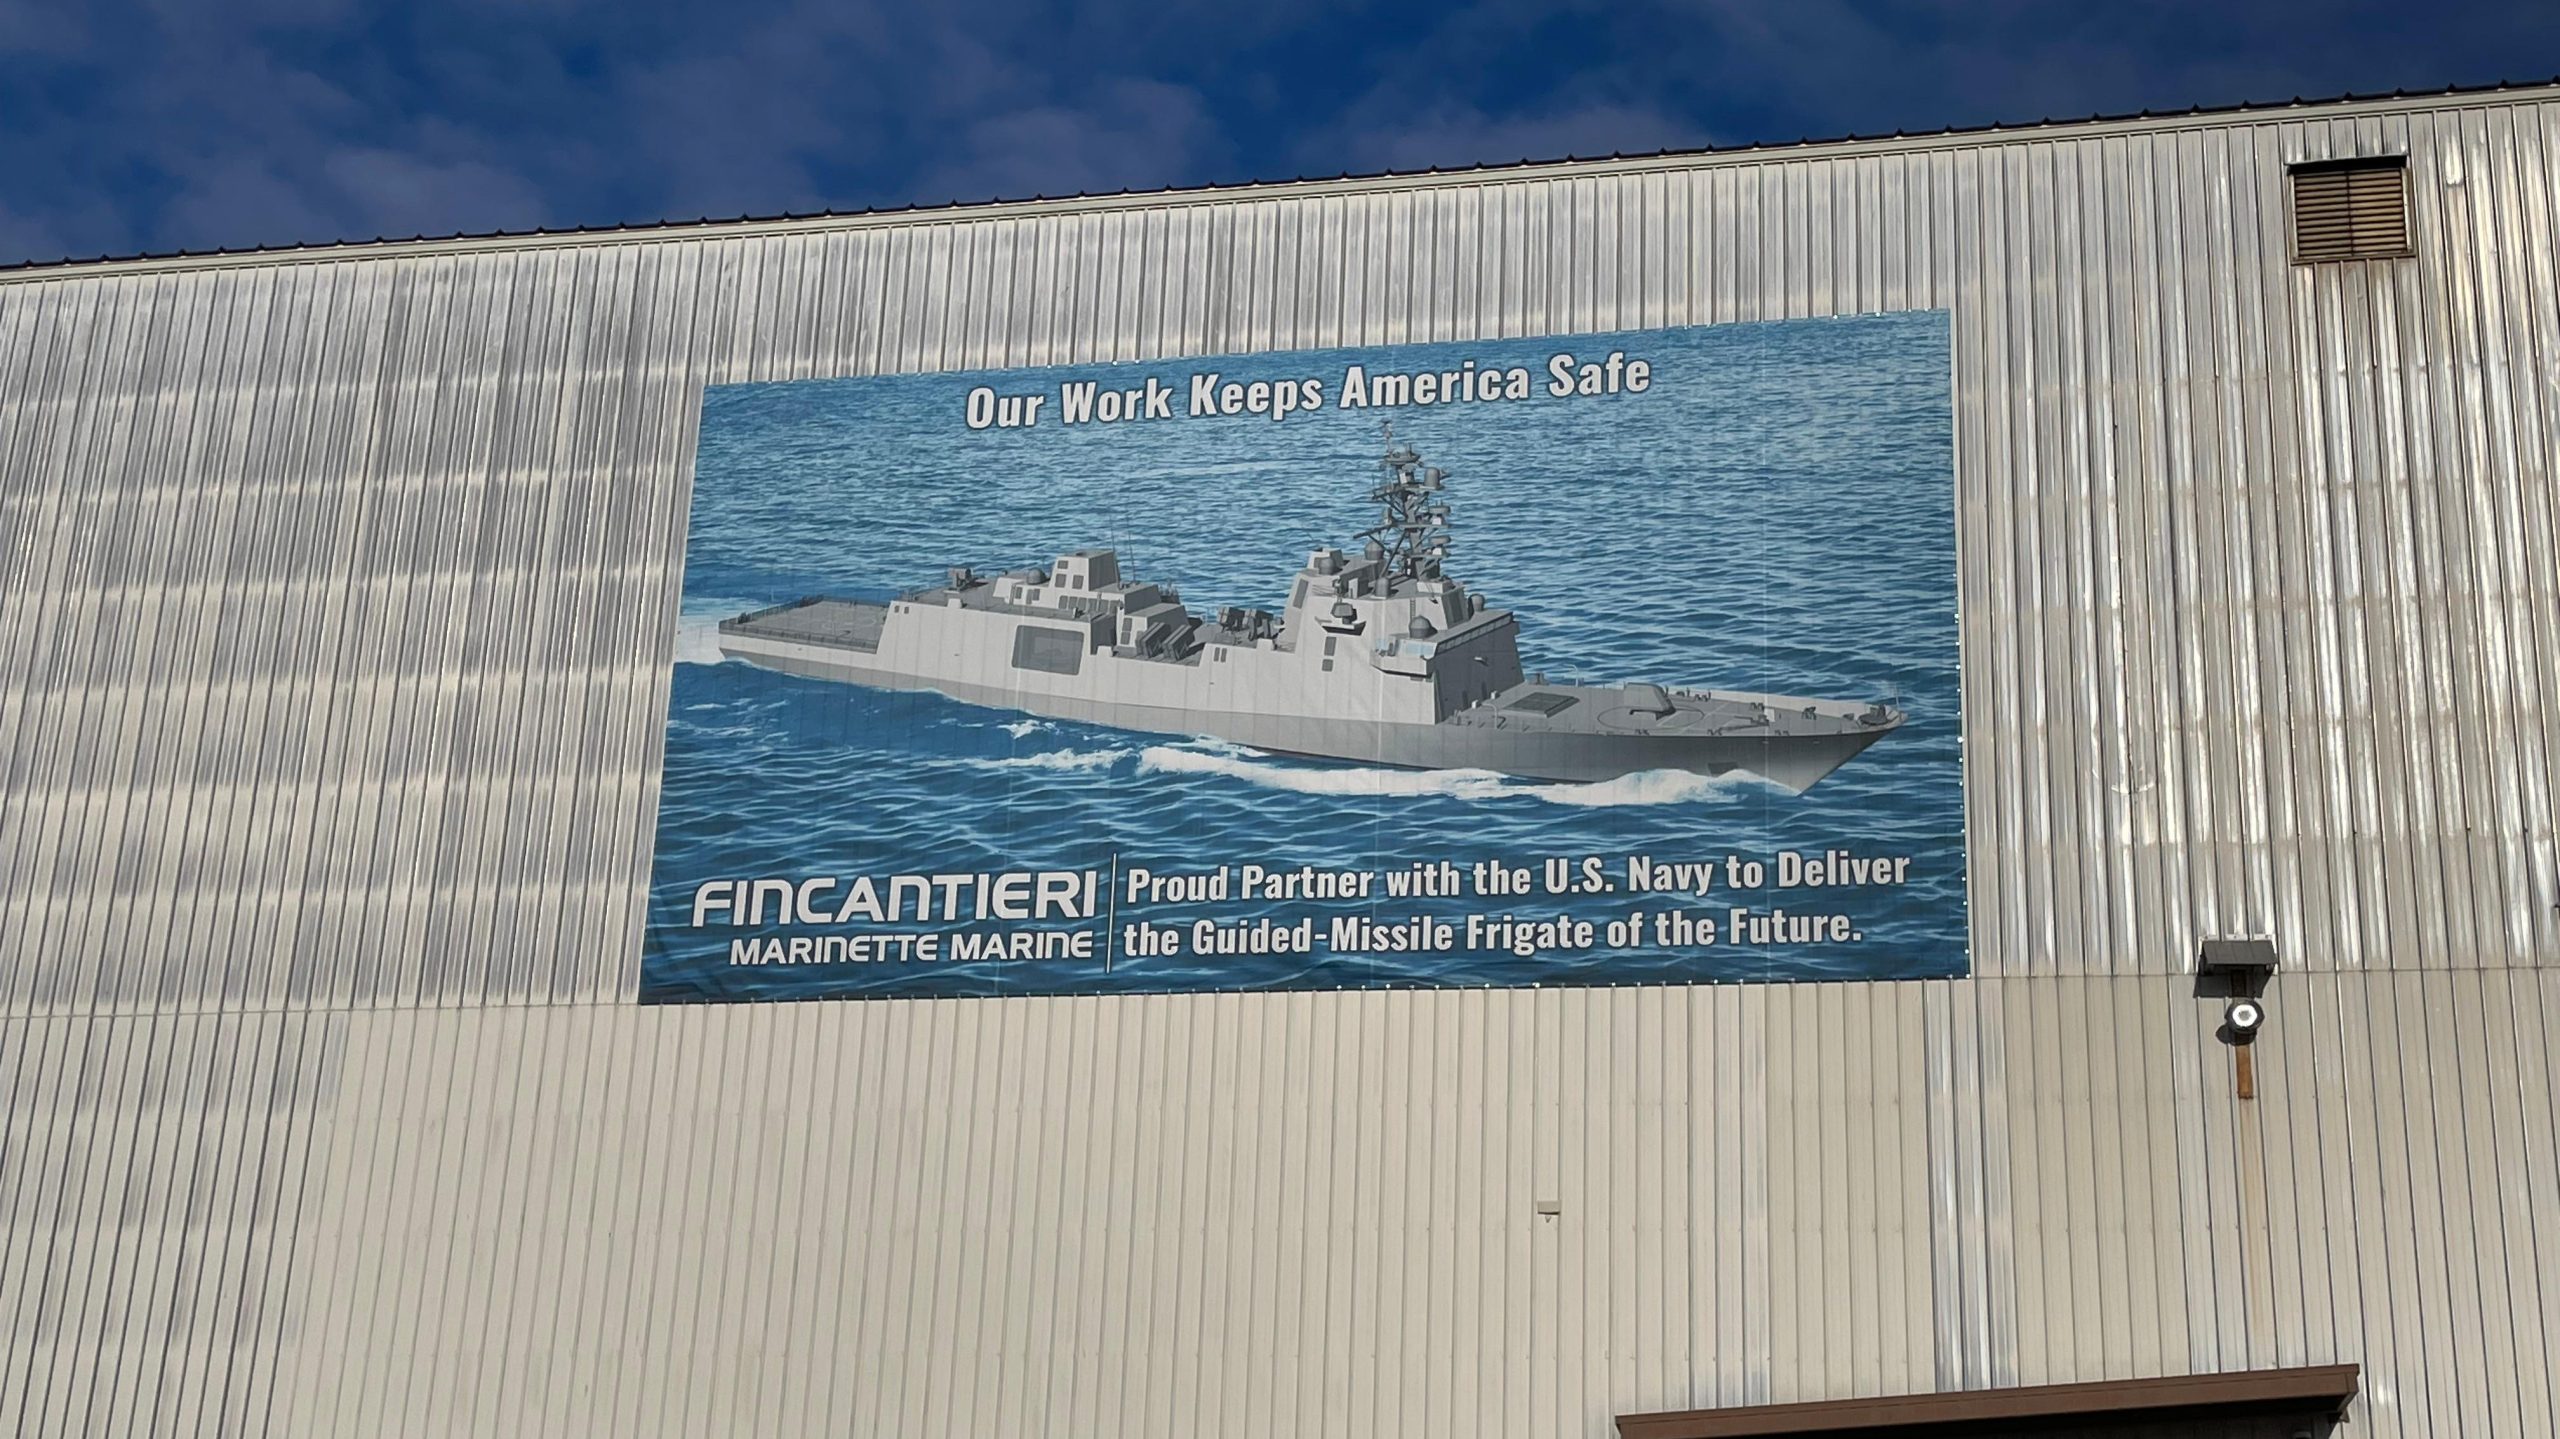 Our Work Keeps America Safe
FINCANTIERI
MARINETTE MARINE
Proud Partner with the U.S. Navy to Deliver
the Guided-Missile Frigate of the Future.